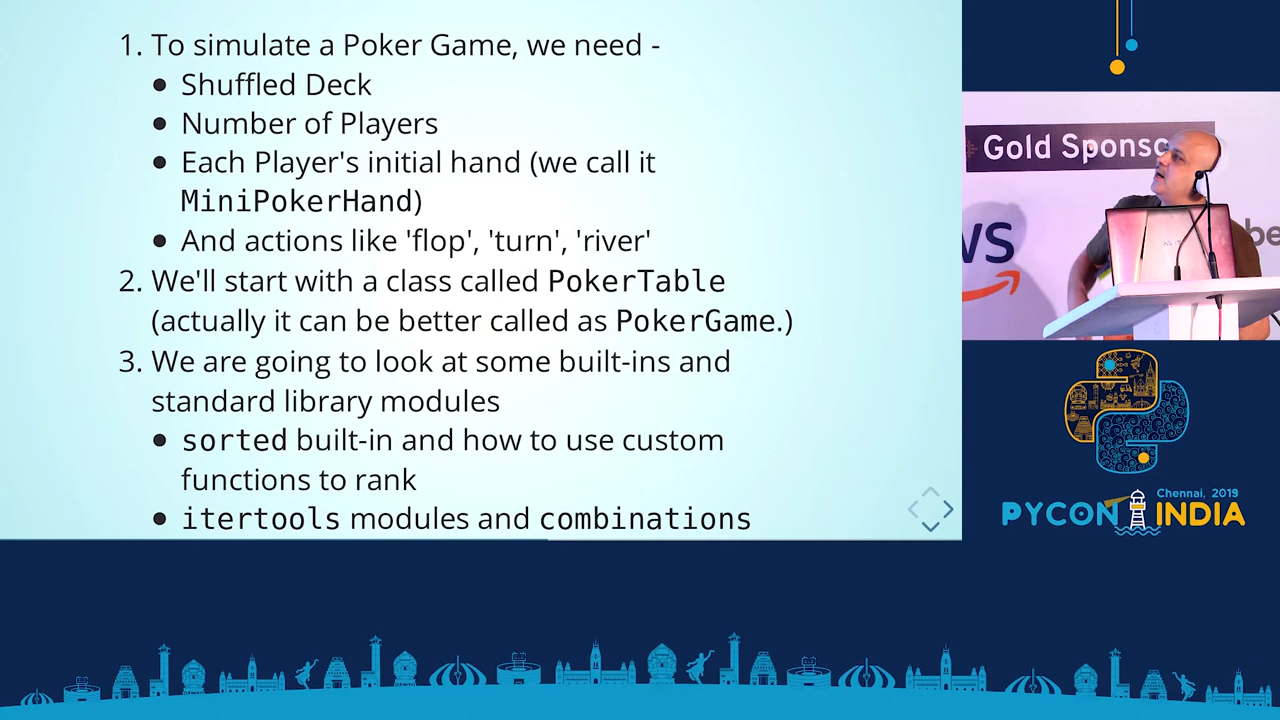 1. To simulate a Poker Game, we need -
• Shuffled Deck
• Number of Players
• Each Player's initial hand (we call it
MiniPokerHand)
• And actions like 'flop', 'turn', 'river'
2. We'll start with a class called PokerTable
(actually it can be better called as PokerGame.)
3. We are going to look at some built-ins and
standard library modules
• sorted built-in and how to use custom
functions to rank
• itertools modules and combinations
Gold Sponso
ws
be
Chennai, 2019
PYCON INDIA